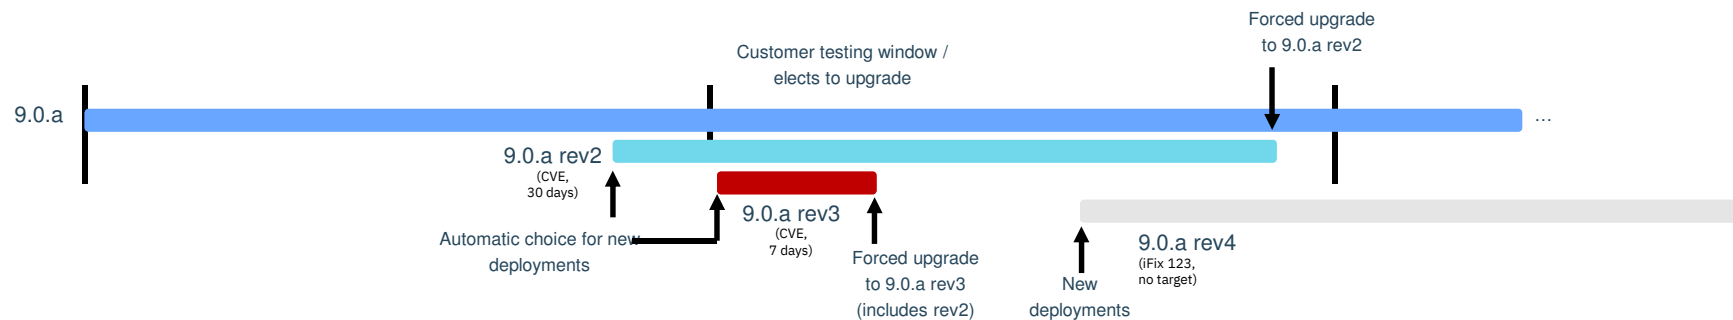 Forced upgrade
to 9.0.a rev2
Customer testing window /
elects to upgrade
9.0.a
...
9.0.a rev2
(CVE,
30 days)
9.0.a rev3
(CVE,
7 days)
Automatic choice for new
deployments
Forced upgrade
to 9.0.a rev3
(includes rev2)
9.0.a rev4
(iFix 123,
no target)
New
deployments